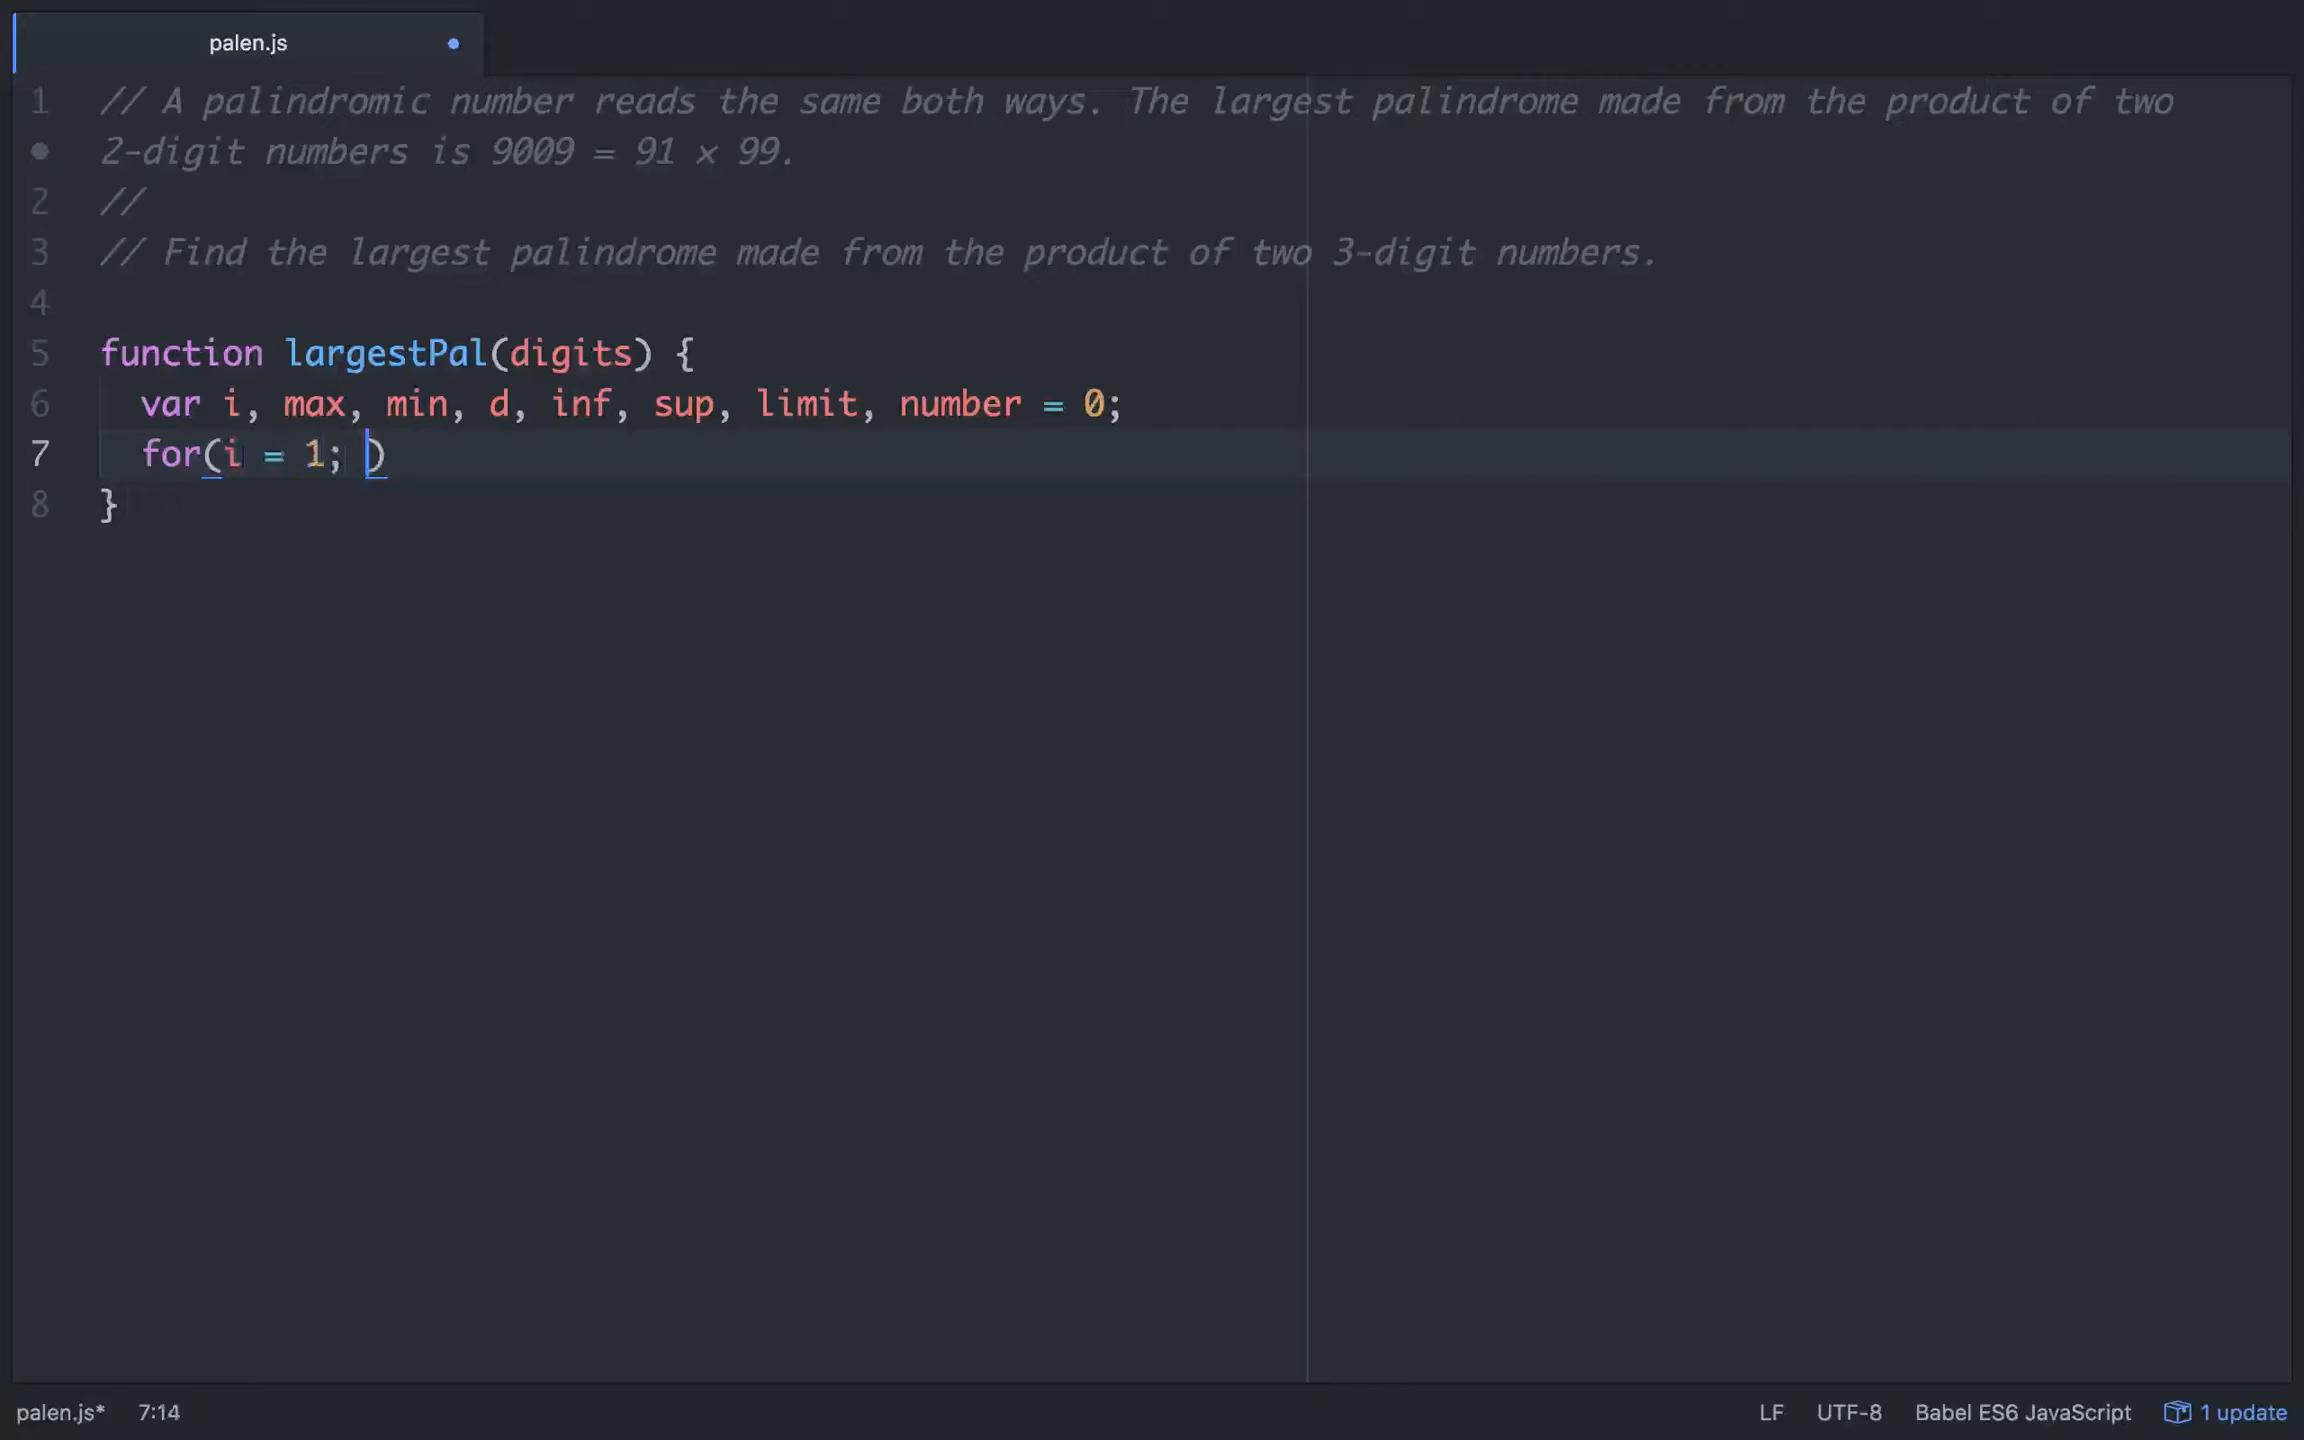 palen.js
1 // A palindromic number reads the same both ways. The largest palindrome made from the product of two
2-digit numbers is 9009 = 91 × 99.
2 //
3 // Find the largest palindrome made from the product of two 3-digit numbers.
4
5 function largestPal(digits) {
6 var i, max, min, d, inf, sup, limit, number = 0;
7 for(i = 1; )
8 }
palen.js* 7:14 LF UTF-8 Babel ES6 JavaScript 1 update